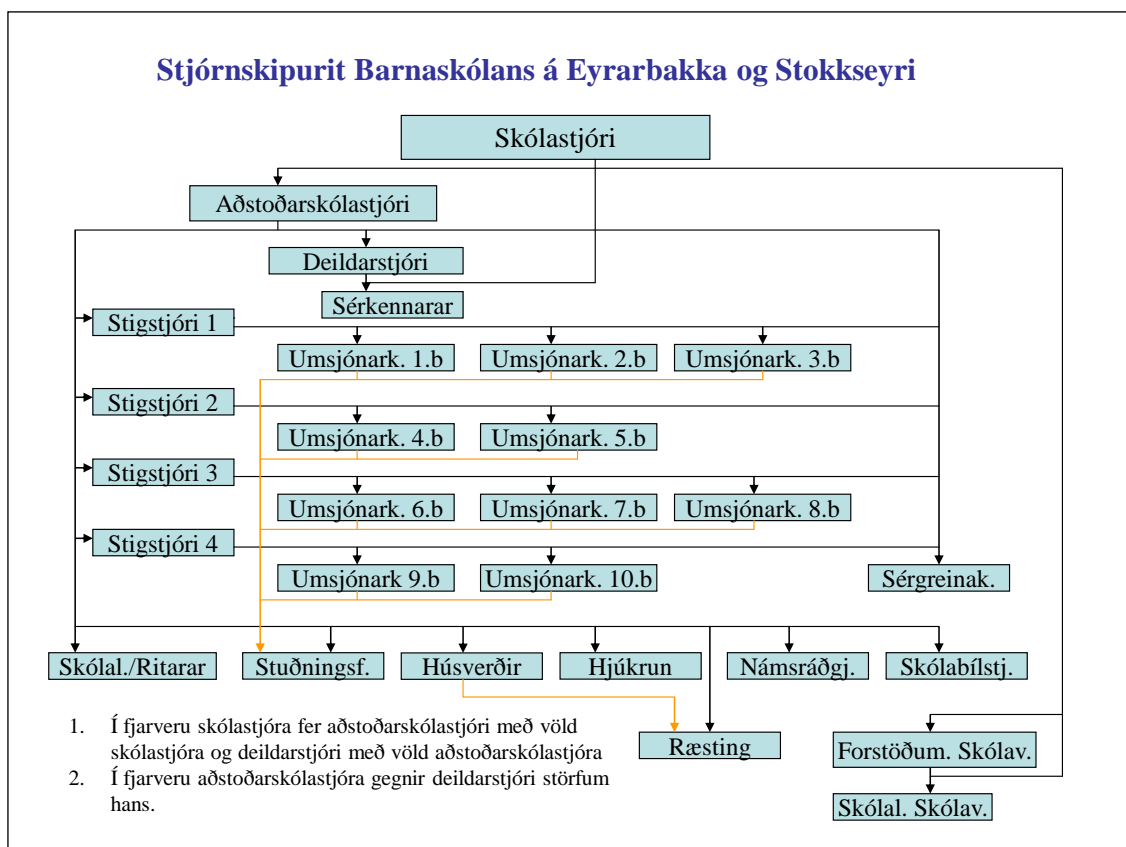 Stjórnskipurit Barnaskólans á Eyrarbakka og Stokkseyri
Skólastjóri
Aðstoðarskólastjóri
Deildarstjóri
Sérkennarar
Stigstjóri 1
Umsjónark. 1.b
Umsjónark. 2.b
Umsjónark. 3.b
Stigstjóri 2
Umsjónark. 4.b
Umsjónark. 5.b
Stigstjóri 3
Umsjónark. 6.b
Umsjónark. 7.b
Umsjónark. 8.b
Stigstjóri 4
Umsjónark 9.b
Umsjónark. 10.b
Sérgreinak.
Skólal./Ritarar
Stuðningsf.
Húsverðir
Hjúkrun
Námsráðgj.
Skólabílstj.
Ræsting
Forstöðum. Skólav.
Skólal. Skólav.
1. Í fjarveru skólastjóra fer aðstoðarskólastjóri með völd
skólastjóra og deildarstjóri með völd aðstoðarskólastjóra
2. Í fjarveru aðstoðarskólastjóra gegnir deildarstjóri störfum
hans.